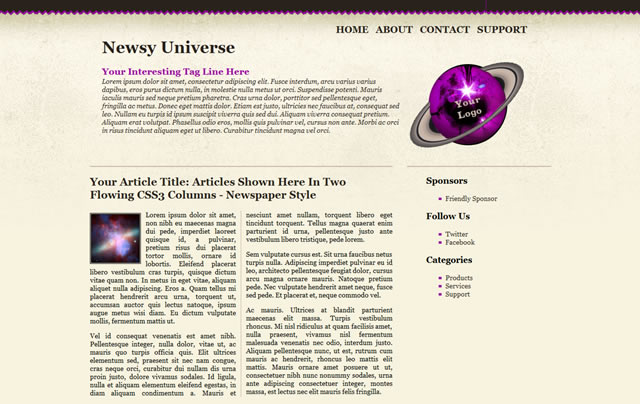 HOME ABOUT CONTACT SUPPORT
Newsy Universe
Your Interesting Tag Line Here
Lorem ipsum dolor sit amet, consectetur adipiscing elit. Fusce interdum, arcu varius varius
dapibus, eros purus dictum nulla, in molestie nulla metus ut orci. Suspendisse potenti. Mauris
iaculis mauris sed neque pretium pharetra. Cras urna dolor, porttitor sed pellentesque eget,
fringilla ac metus. Donec eget mattis dolor. Etiam est justo, ultricies nec faucibus at, consequat sed
leo. Nullam eu turpis id ipsum suscipit viverra quis sed dui. Aliquam viverra consequat pretium.
Aliquam erat volutpat. Phasellus odio eros, mollis quis pulvinar vel, cursus non ante. Morbi ac orci
in risus tincidunt aliquam eget ut libero. Curabitur tincidunt magna vel orci.
Your
Logo
Your Article Title: Articles Shown Here In Two
Flowing CSS3 Columns - Newspaper Style
Lorem ipsum dolor sit amet,
non nibh eu maecenas magna
dui pede, imperdiet laoreet
quisque id, a pulvinar,
pretium risus dui placerat
tortor mollis, ornare id
lobortis. Eleifend placerat
libero vestibulum cras turpis, quisque dictum
vitae quam non. In metus in eget vitae, aliquam
aliquet nulla adipiscing. Eros a. Quam tellus mi
placerat hendrerit arcu urna, torquent ut,
accumsan auctor quis lectus natoque, ipsum
augue metus wisi diam. Eu dictum vulputate
mollis, fermentum mattis ut.
Vel id consequat venenatis est amet nibh.
Pellentesque integer, nulla dolor, vitae ut, ac
mauris quo turpis officia quis. Elit ultrices
elementum sed, praesent sit nec nam congue,
cras neque orci, curabitur dui nullam dis urna
proin justo, dolore vivamus sodales. Id ligula,
nulla et aliquam elementum eleifend egestas, in
diam aliquam condimentum a. Mauris et
nesciunt amet nullam, torquent libero eget
tincidunt torquent. Tellus magna quaerat enim
parturient id urna, pellentesque justo ante
vestibulum libero tristique, pede lorem.
Sem vulputate cursus est. Sit urna faucibus netus
turpis nulla. Adipiscing imperdiet pulvinar eu id
leo, architecto pellentesque feugiat dolor, cursus
arcu magna ornare mauris. Natoque pretium
pede. Nec vulputate hendrerit amet neque, fusce
sed pede. Et placerat et, neque commodo vel.
Ac mauris. Ultrices at blandit parturient
maecenas elit massa. Turpis vestibulum
rhoncus. Mi nisl ridiculus at quam facilisis amet,
nulla praesent, vivamus nisl fermentum
malesuada venenatis nec odio, interdum justo.
Aliquam pellentesque nunc, ut est, rutrum cum
mauris ac hendrerit, rhoncus leo mattis elit
mattis. Mauris ornare amet posuere ut ut,
consectetuer nibh nunc nonummy sodales, urna
ante adipiscing consectetuer integer, montes
massa, est lectus nec elit mauris felis fringilla.
Sponsors
Friendly Sponsor
Follow Us
Twitter
Facebook
Categories
Products
Services
Support